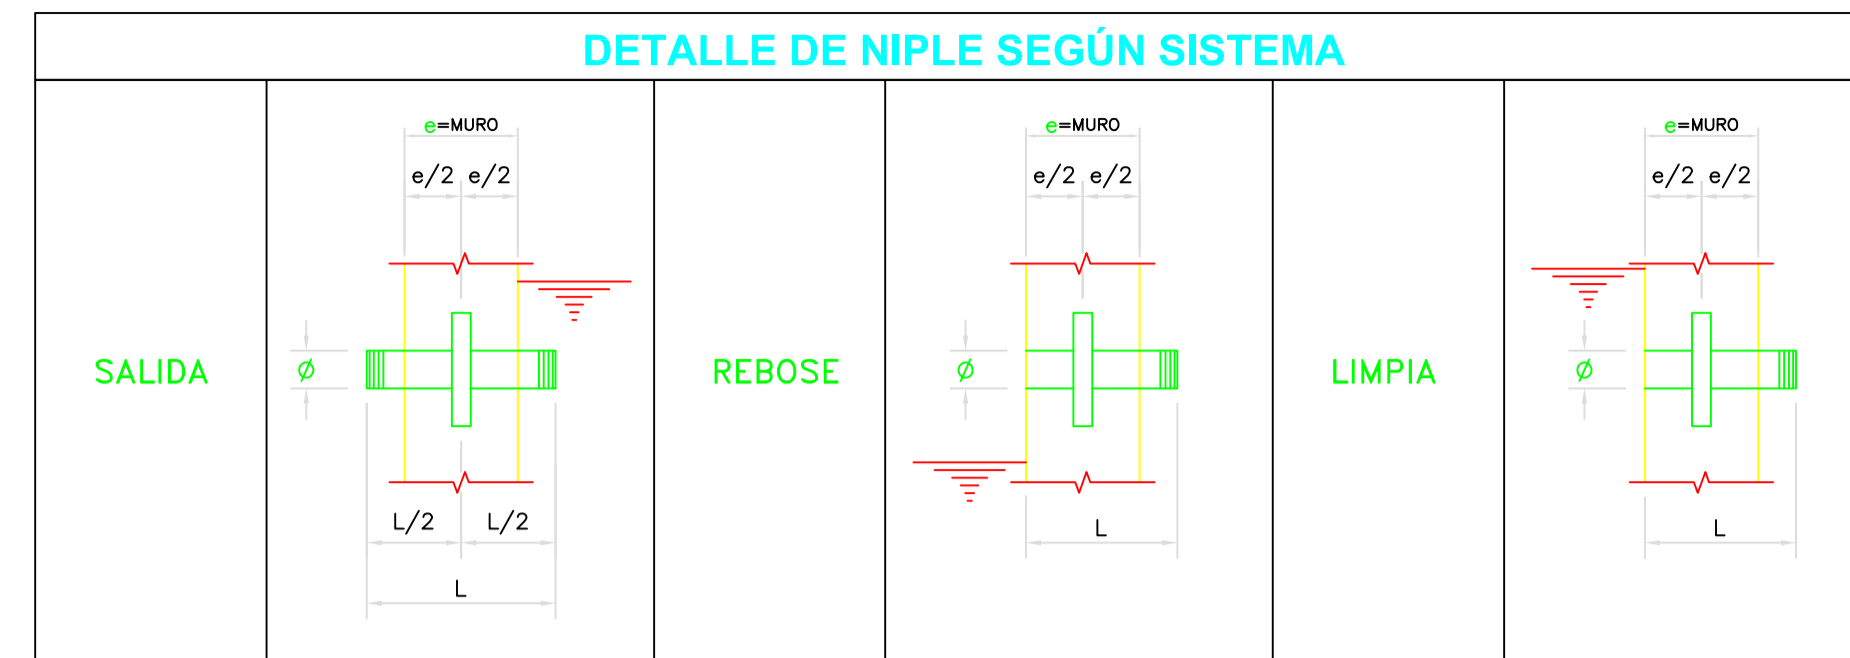 DETALLE DE NIPLE SEGÚN SISTEMA
SALIDA
e=MURO
e/2 e/2
Ø
L/2 L/2
L
REBOSE
e=MURO
e/2 e/2
Ø
L
LIMPIA
e=MURO
e/2 e/2
Ø
L